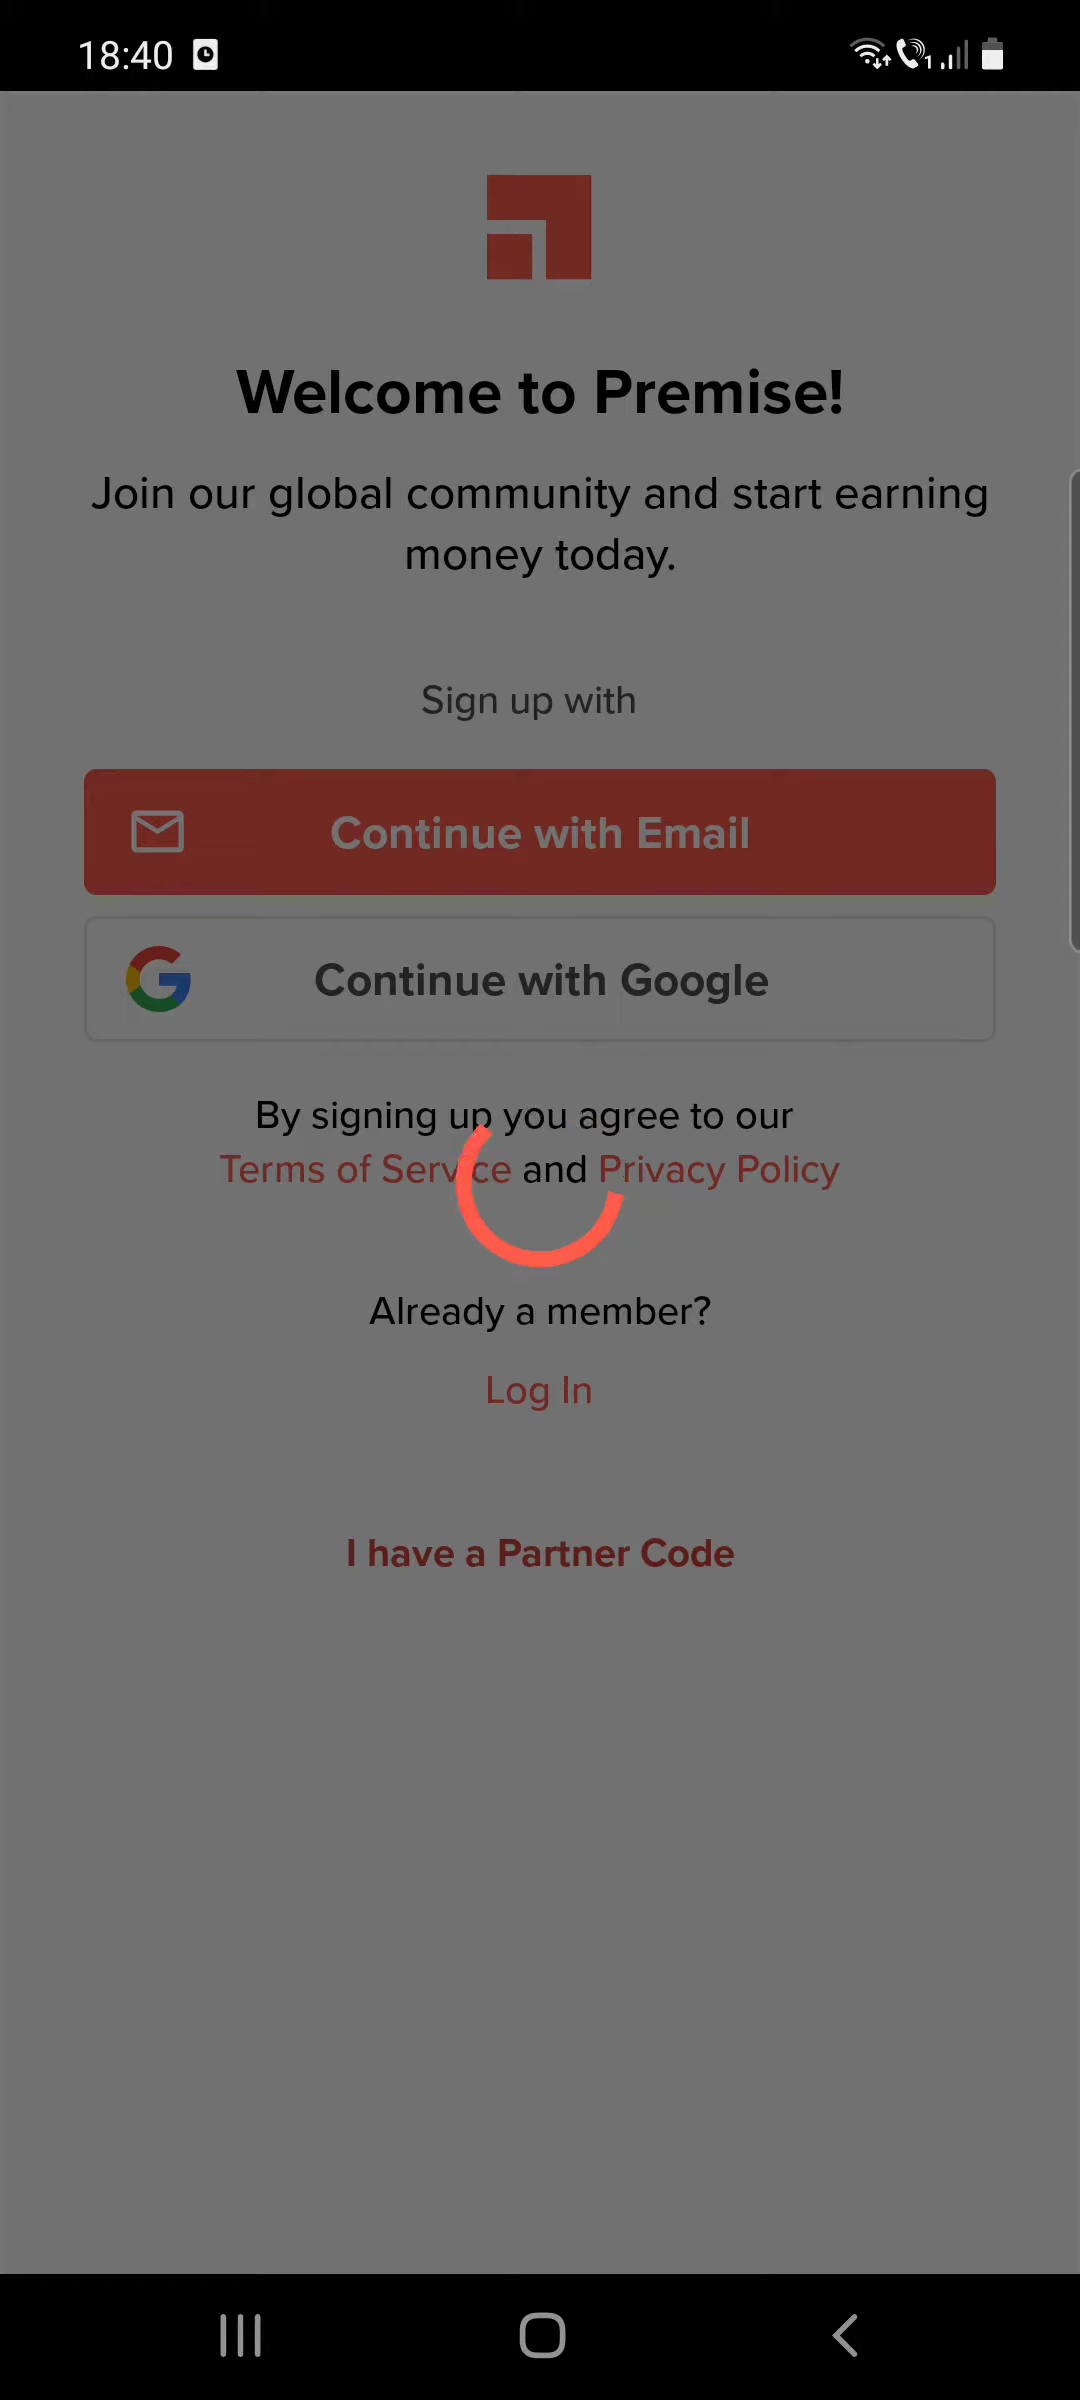 18:40
Welcome to Premise!
Join our global community and start earning
money today.
Sign up with
Continue with Email
Continue with Google
By signing up you agree to our
Terms of Service and Privacy Policy
Already a member?
Log In
I have a Partner Code